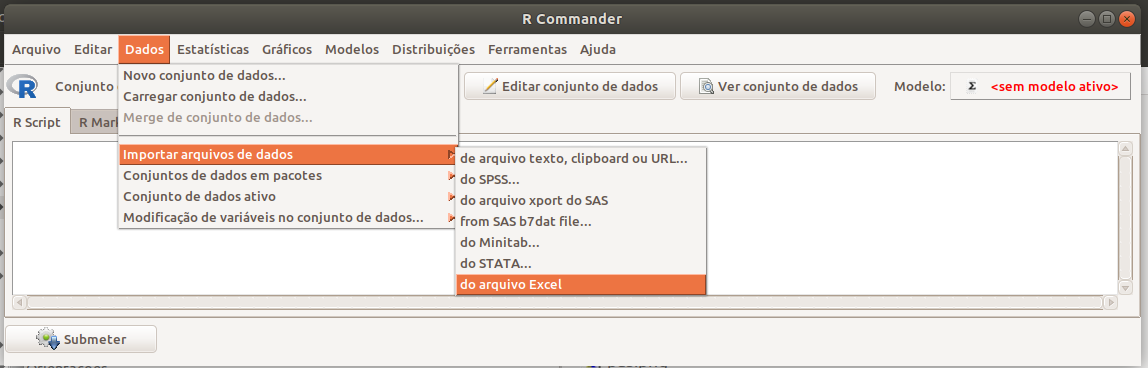 R Commander
Arquivo Editar Dados Estatísticas Gráficos Modelos Distribuições Ferramentas Ajuda
Novo conjunto de dados...
Carregar conjunto de dados...
Merge de conjunto de dados...
Importar arquivos de dados
Conjuntos de dados em pacotes
Conjunto de dados ativo
Modificação de variáveis no conjunto de dados...
R Conjunto
Editar conjunto de dados Ver conjunto de dados Modelo: Σ <sem modelo ativo>
R Script R Mar
de arquivo texto, clipboard ou URL...
do SPSS...
do arquivo xport do SAS
from SAS b7dat file...
do Minitab...
do STATA...
do arquivo Excel
Submeter